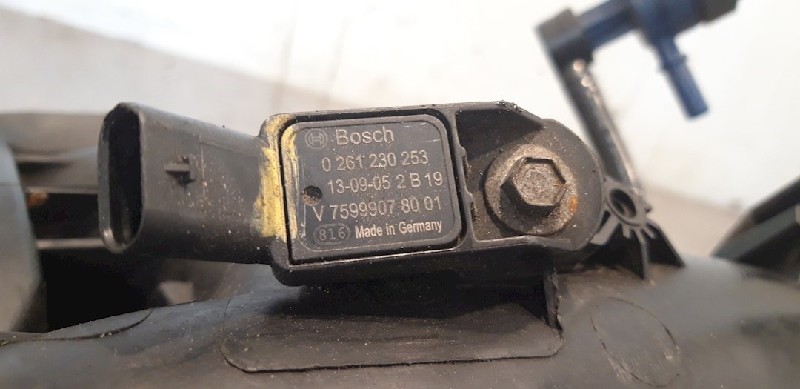 Bosch
0 261 230 253
13-09-05 2 B 19
V 7599907 80 01
816 Made in Germany